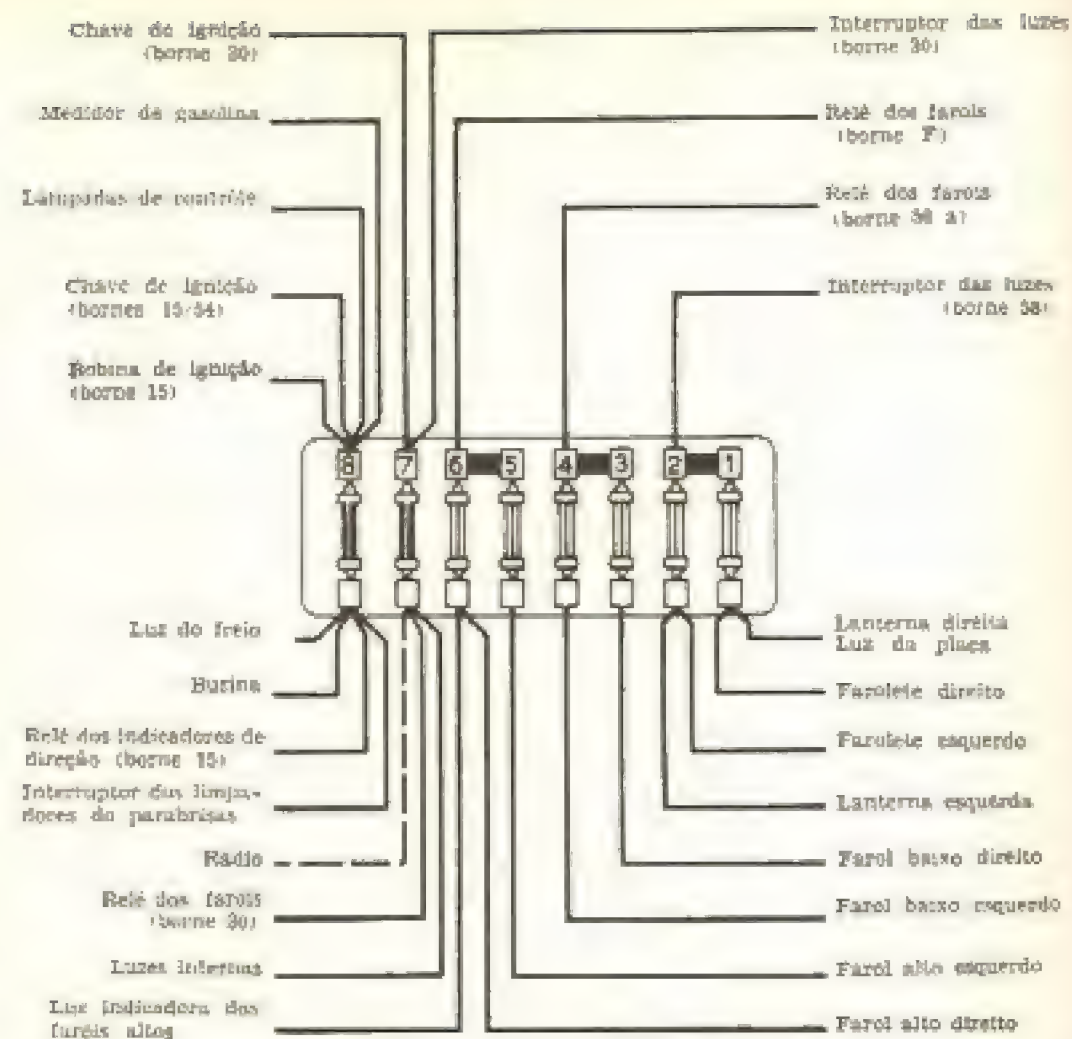 Chave de ignição
(borne 30)
Medidor de gasolina
Lâmpadas de contrôle
Chave de ignição
(bornes 15/54)
Bobina de ignição
(borne 15)
Interruptor das luzes
(borne 30)
Relé dos farois
(borne F)
Relé dos farois
(borne 56 a)
Interruptor das luzes
(borne 58)
8 7 6 5 4 3 2 1
Luz do freio
Buzina
Relé dos indicadores de
direção (borne 15)
Interruptor dos limpa-
dores do parabrisas
Radio
Relé dos farois
(borne 30)
Luzes internas
Luz indicadora dos
faróis altos
Lanterna direita
Luz da placa
Farolete direito
Farolete esquerdo
Lanterna esquerda
Farol baixo direito
Farol baixo esquerdo
Farol alto esquerdo
Farol alto direito